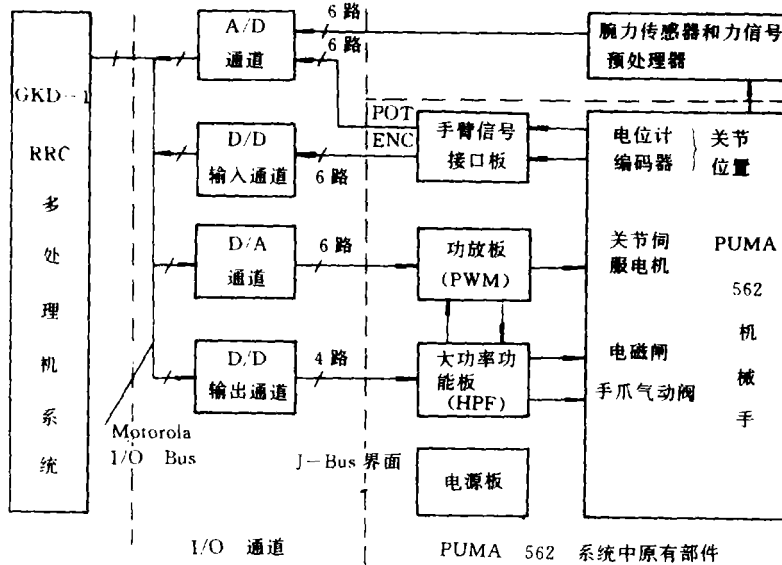 GKD-1
RRC
多
处
理
机
系
统
Motorola
I/O Bus
A/D
通道
D/D
输入通道
D/A
通道
D/D
输出通道
6 路
6 路
6 路
6 路
4 路
POT
ENC
J-Bus 界面
I/O 通道
腕力传感器和力信号
预处理器
手臂信号
接口板
功放板
(PWM)
大功率功
能板
(HPF)
电源板
电位计
编码器
关节
位置
关节伺
服电机
电磁闸
手爪气动阀
PUMA
562
机
械
手
PUMA 562 系统中原有部件